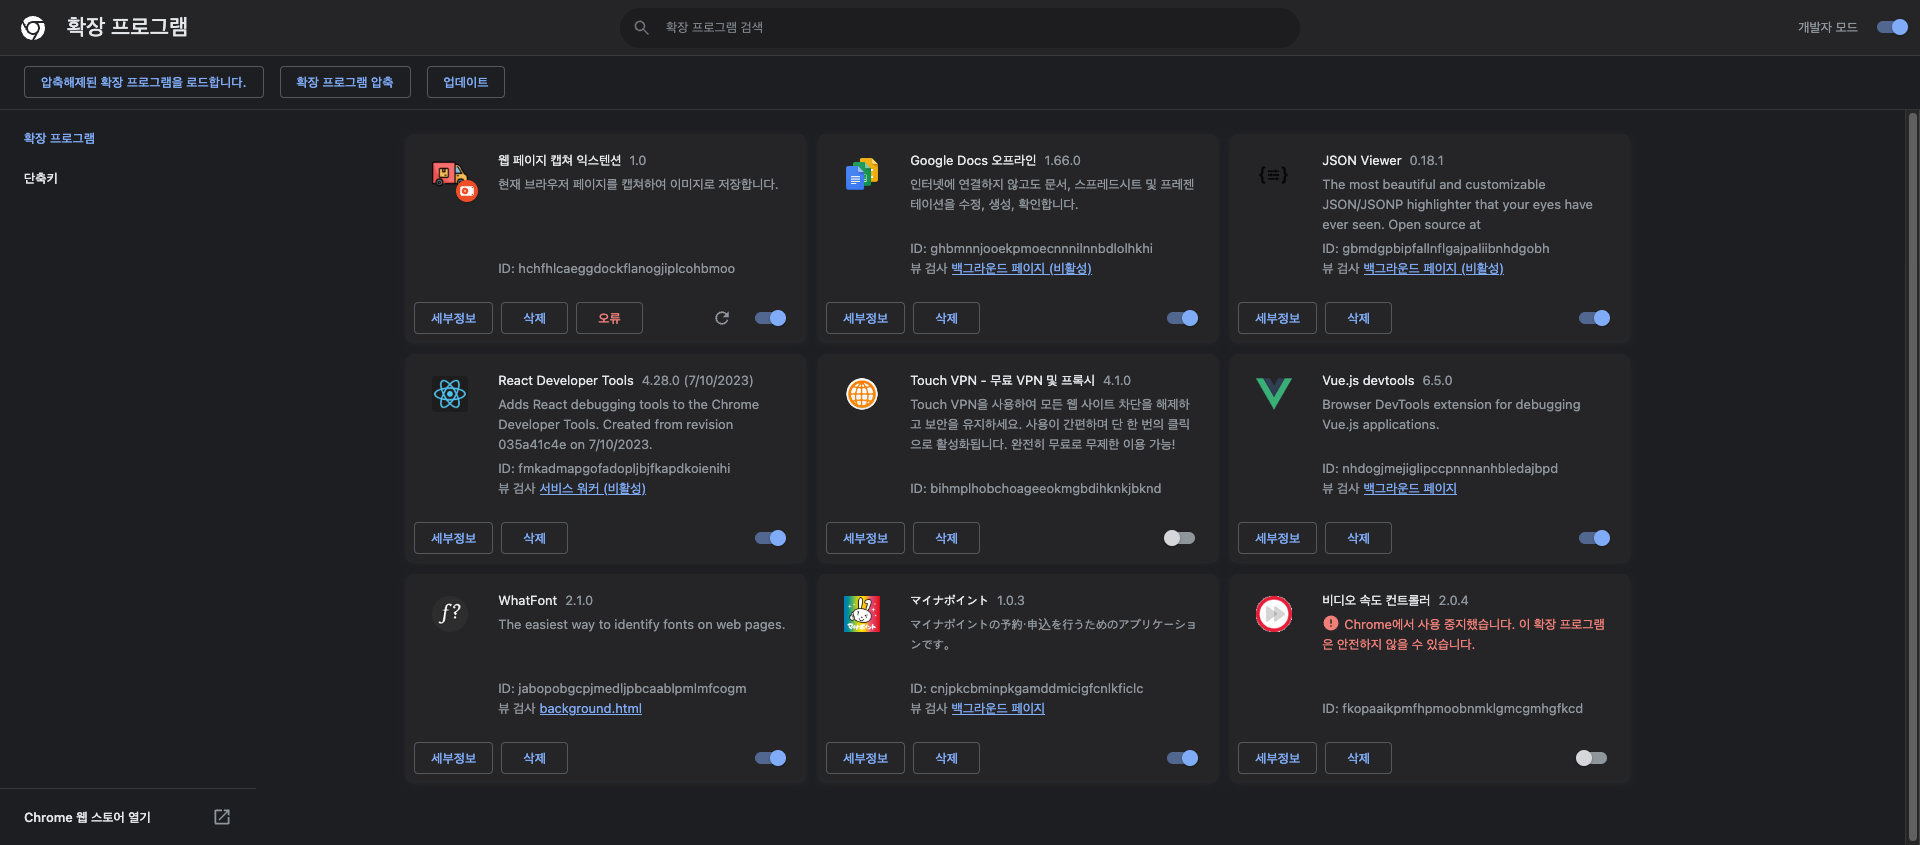 확장 프로그램
확장 프로그램 검색
개발자 모드
압축해제된 확장 프로그램을 로드합니다.
확장 프로그램 압축
업데이트
확장 프로그램
단축키
웹 페이지 캡쳐 익스텐션 1.0
현재 브라우저 페이지를 캡쳐하여 이미지로 저장합니다.
ID: hchfhlcaeggdockflanogjiplcohbmoo
세부정보
삭제
오류
Google Docs 오프라인 1.66.0
인터넷에 연결하지 않고도 문서, 스프레드시트 및 프레젠
테이션을 수정, 생성, 확인합니다.
ID: ghbmnnjooekpmoecnnnilnnbdlolhkhi
뷰 검사 백그라운드 페이지 (비활성)
세부정보
삭제
{≡}
JSON Viewer 0.18.1
The most beautiful and customizable
JSON/JSONP highlighter that your eyes have
ever seen. Open source at
ID: gbmdgpbipfallnflgajpaliibnhdgobh
뷰 검사 백그라운드 페이지 (비활성)
세부정보
삭제
React Developer Tools 4.28.0 (7/10/2023)
Adds React debugging tools to the Chrome
Developer Tools. Created from revision
035a41c4e on 7/10/2023.
ID: fmkadmapgofadopljbjfkapdkoienihi
뷰 검사 서비스 워커 (비활성)
세부정보
삭제
Touch VPN - 무료 VPN 및 프록시 4.1.0
Touch VPN을 사용하여 모든 웹 사이트 차단을 해제하
고 보안을 유지하세요. 사용이 간편하며 단 한 번의 클릭
으로 활성화됩니다. 완전히 무료로 무제한 이용 가능!
ID: bihmplhobchoageeokmgbdihknkjbknd
세부정보
삭제
Vue.js devtools 6.5.0
Browser DevTools extension for debugging
Vue.js applications.
ID: nhdogjmejiglipccpnnnanhbledajbpd
뷰 검사 백그라운드 페이지
세부정보
삭제
f?
WhatFont 2.1.0
The easiest way to identify fonts on web pages.
ID: jabopobgcpjmedljpbcaablpmlmfcogm
뷰 검사 background.html
세부정보
삭제
マイナポイント
マイナポイント 1.0.3
マイナポイントの予約・申込を行うためのアプリケーショ
ンです。
ID: cnjpkcbminpkgamddmicigfcnlkficlc
뷰 검사 백그라운드 페이지
세부정보
삭제
비디오 속도 컨트롤러 2.0.4
Chrome에서 사용 중지했습니다. 이 확장 프로그램
은 안전하지 않을 수 있습니다.
ID: fkopaaikpmfhpmoobnmklgmcgmhgfkcd
세부정보
삭제
Chrome 웹 스토어 열기